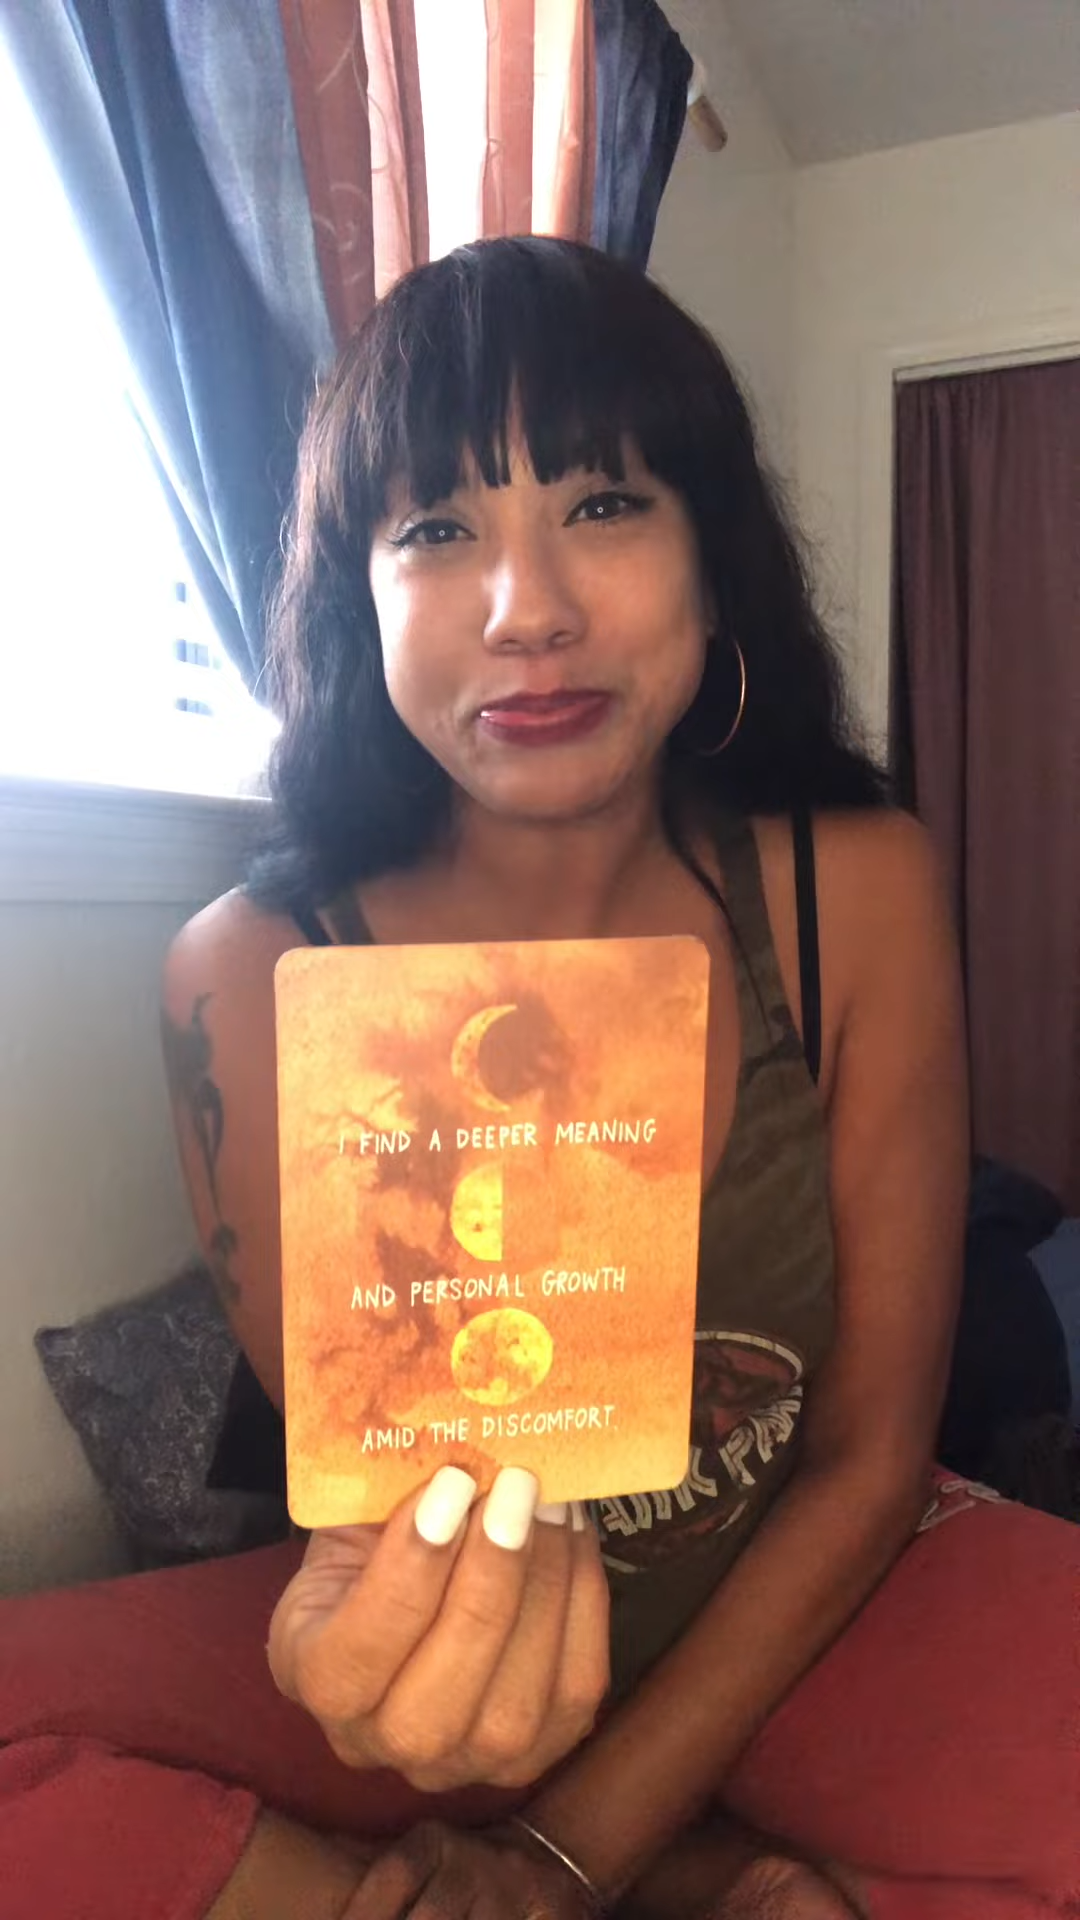 I FIND A DEEPER MEANING
AND PERSONAL GROWTH
AMID THE DISCOMFORT.